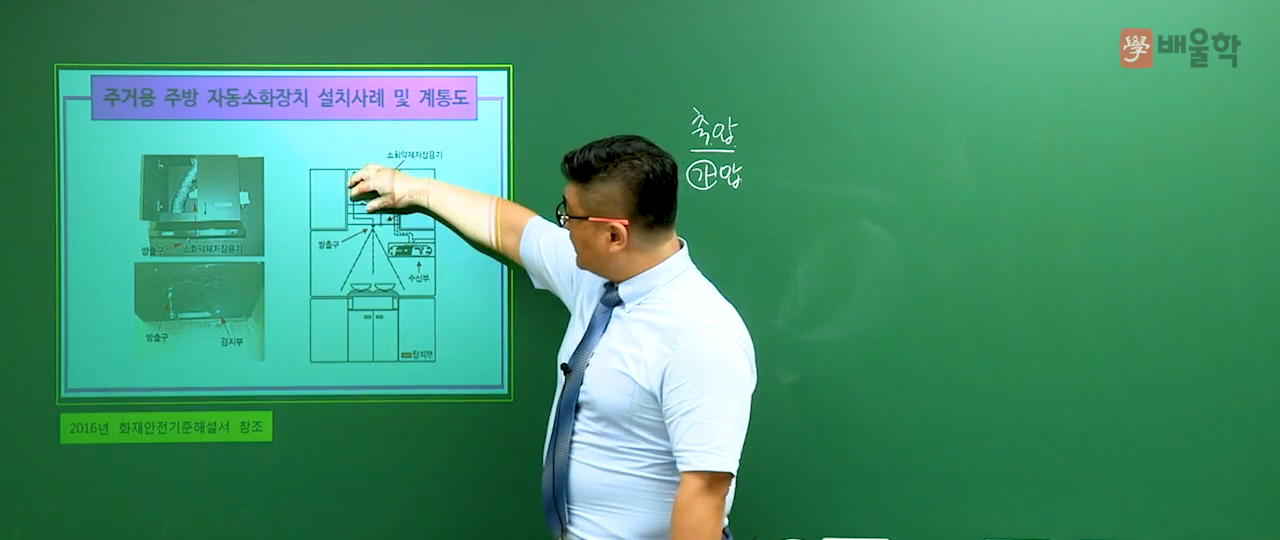 學 배울학
주거용 주방 자동소화장치 설치사례 및 계통도
소화약제저장용기
방출구
소화약제저장용기
방출구
수신부
방출구
감지부
탐지부
2016년 화재안전기준해설서 참조
축압
가압